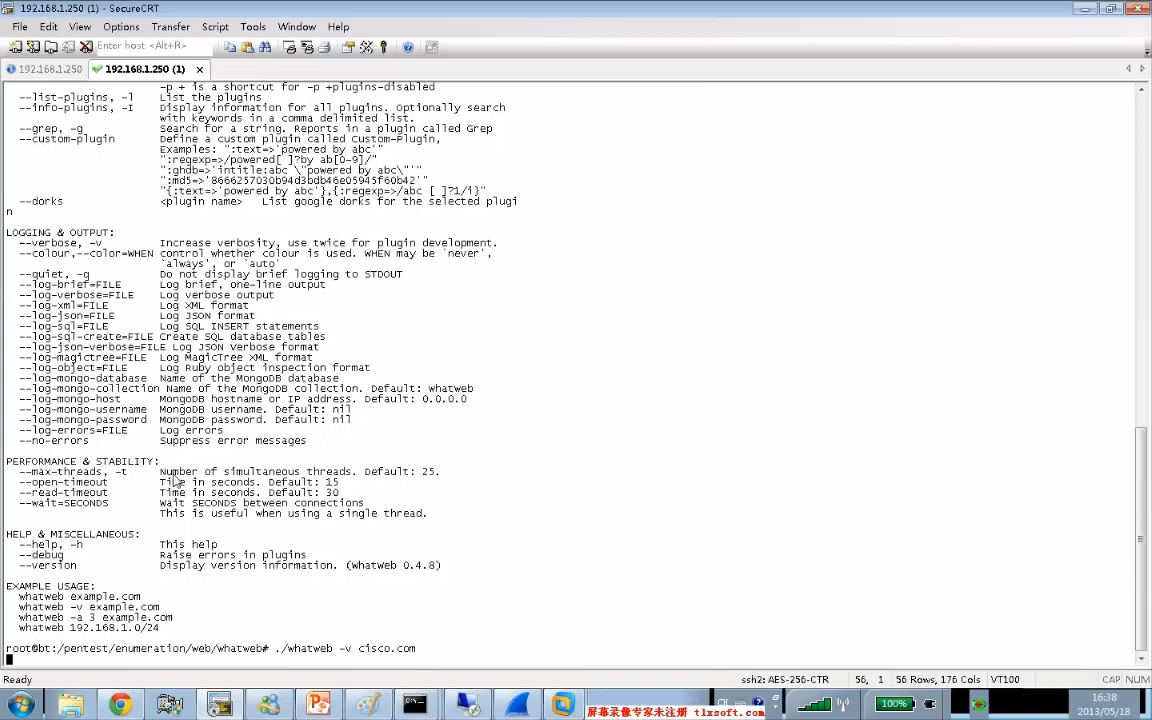 192.168.1.250 (1) - SecureCRT
File Edit View Options Transfer Script Tools Window Help
Enter host <Alt+R>
192.168.1.250 192.168.1.250 (1)
-p + is a shortcut for -p +plugins-disabled
--list-plugins, -l List the plugins
--info-plugins, -I Display information for all plugins. Optionally search
with keywords in a comma delimited list.
--grep, -g Search for a string. Reports in a plugin called Grep
--custom-plugin Define a custom plugin called Custom-Plugin,
Examples: ":text=>'powered by abc'"
":regexp=>/powered[ ]?by ab[0-9]/"
":ghdb=>'intitle:abc \"powered by abc\"'"
":md5=>'8666257030b94d3bdb46e05945f60b42'"
"{:text=>'powered by abc'},{:regexp=>/abc [ ]?1/i}"
--dorks <plugin name> List google dorks for the selected plugi
n
LOGGING & OUTPUT:
--verbose, -v Increase verbosity, use twice for plugin development.
--colour,--color=WHEN control whether colour is used. WHEN may be `never',
`always', or `auto'
--quiet, -q Do not display brief logging to STDOUT
--log-brief=FILE Log brief, one-line output
--log-verbose=FILE Log verbose output
--log-xml=FILE Log XML format
--log-json=FILE Log JSON format
--log-sql=FILE Log SQL INSERT statements
--log-sql-create=FILE Create SQL database tables
--log-json-verbose=FILE Log JSON Verbose format
--log-magictree=FILE Log MagicTree XML format
--log-object=FILE Log Ruby object inspection format
--log-mongo-database Name of the MongoDB database
--log-mongo-collection Name of the MongoDB collection. Default: whatweb
--log-mongo-host MongoDB hostname or IP address. Default: 0.0.0.0
--log-mongo-username MongoDB username. Default: nil
--log-mongo-password MongoDB password. Default: nil
--log-errors=FILE Log errors
--no-errors Suppress error messages
PERFORMANCE & STABILITY:
--max-threads, -t Number of simultaneous threads. Default: 25.
--open-timeout Time in seconds. Default: 15
--read-timeout Time in seconds. Default: 30
--wait=SECONDS Wait SECONDS between connections
This is useful when using a single thread.
HELP & MISCELLANEOUS:
--help, -h This help
--debug Raise errors in plugins
--version Display version information. (WhatWeb 0.4.8)
EXAMPLE USAGE:
whatweb example.com
whatweb -v example.com
whatweb -a 3 example.com
whatweb 192.168.1.0/24
root@bt:/pentest/enumeration/web/whatweb# ./whatweb -v cisco.com
Ready ssh2: AES-256-CTR 56, 1 56 Rows, 176 Cols VT100 CAP NUM
屏幕录像专家未注册 tlxsoft.com
100%
16:38
2013/05/18